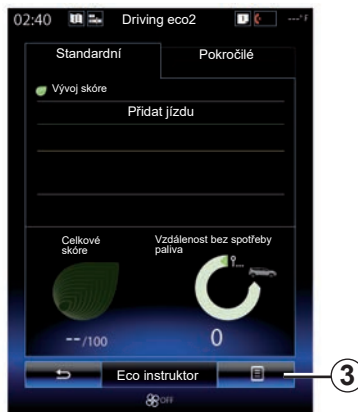 02:40 Driving eco2 ---°F
Standardní Pokročilé
Vývoj skóre
Přidat jízdu
Celkové
skóre
Vzdálenost bez spotřeby
paliva
--/100
0
Eco instruktor
3
OFF